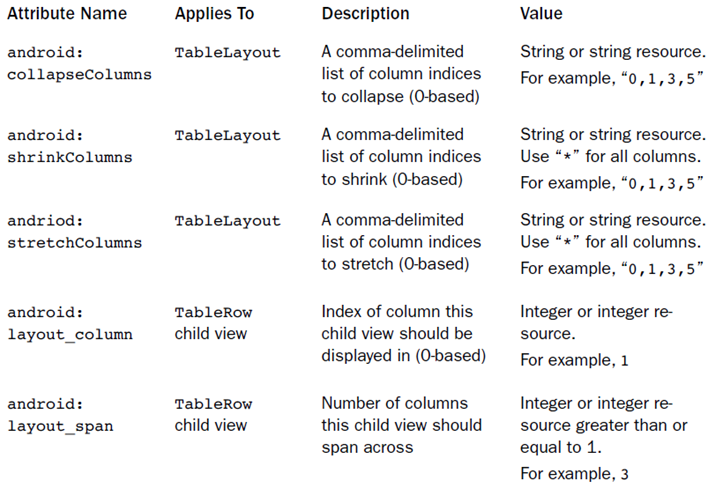 Attribute Name Applies To Description Value
android: TableLayout A comma-delimited String or string resource.
collapseColumns list of column indices For example, “0,1,3,5”
to collapse (0-based)
android: TableLayout A comma-delimited String or string resource.
shrinkColumns list of column indices Use “*” for all columns.
to shrink (0-based) For example, “0,1,3,5”
andriod: TableLayout A comma-delimited String or string resource.
stretchColumns list of column indices Use “*” for all columns.
to stretch (0-based) For example, “0,1,3,5”
android: TableRow Index of column this Integer or integer re-
layout_column child view child view should be source.
displayed in (0-based) For example, 1
android: TableRow Number of columns Integer or integer re-
layout_span child view this child view should source greater than or
span across equal to 1.
For example, 3